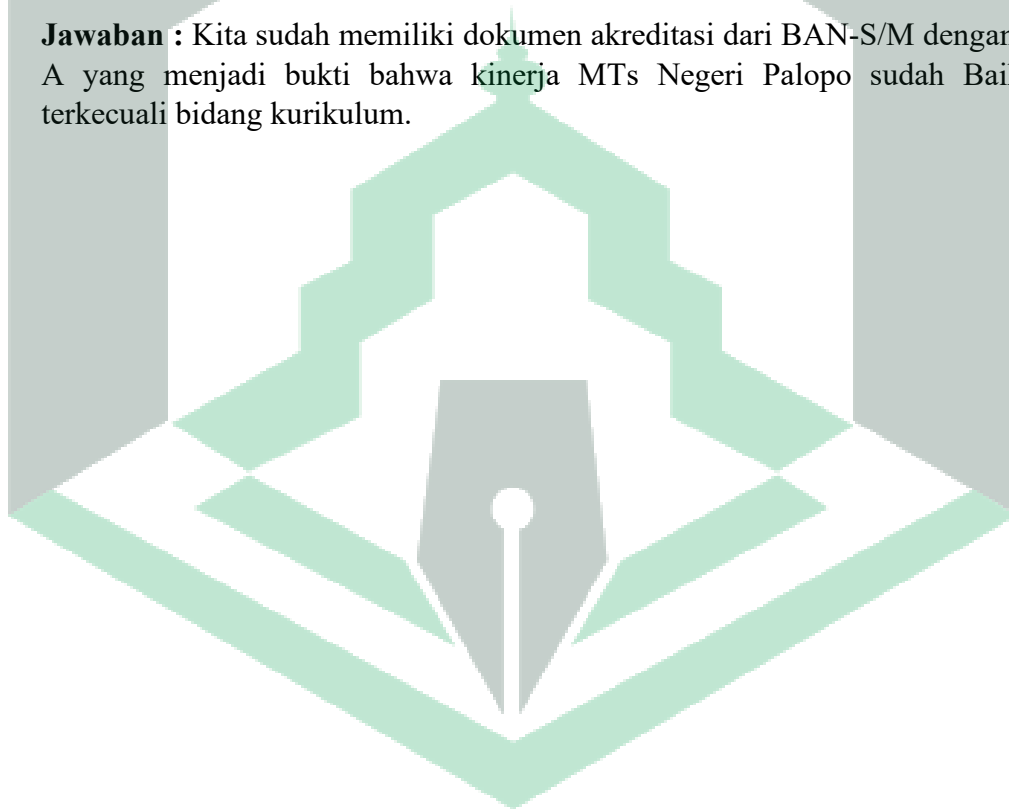 Jawaban : Kita sudah memiliki dokumen akreditasi dari BAN-S/M dengan
A yang menjadi bukti bahwa kinerja MTs Negeri Palopo sudah
terkecuali bidang kurikulum.